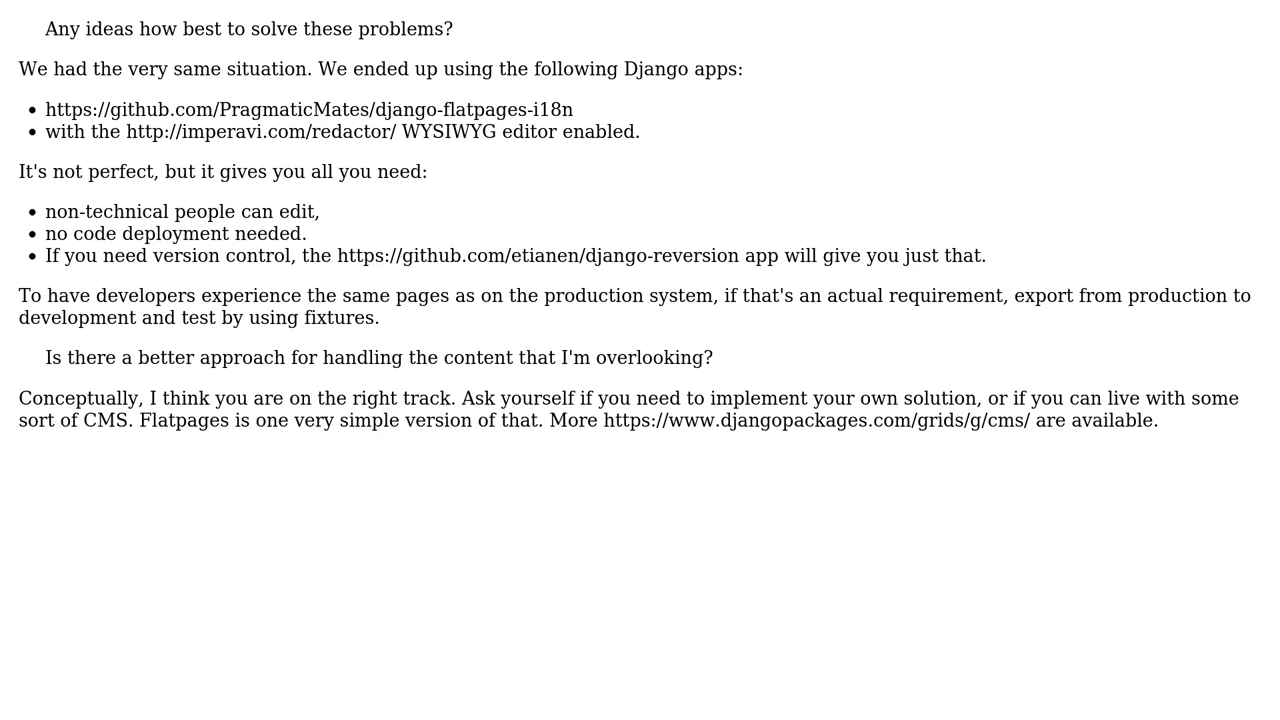 Any ideas how best to solve these problems?
We had the very same situation. We ended up using the following Django apps:
• https://github.com/PragmaticMates/django-flatpages-i18n
• with the http://imperavi.com/redactor/ WYSIWYG editor enabled.
It's not perfect, but it gives you all you need:
• non-technical people can edit,
• no code deployment needed.
• If you need version control, the https://github.com/etianen/django-reversion app will give you just that.
To have developers experience the same pages as on the production system, if that's an actual requirement, export from production to
development and test by using fixtures.
Is there a better approach for handling the content that I'm overlooking?
Conceptually, I think you are on the right track. Ask yourself if you need to implement your own solution, or if you can live with some
sort of CMS. Flatpages is one very simple version of that. More https://www.djangopackages.com/grids/g/cms/ are available.